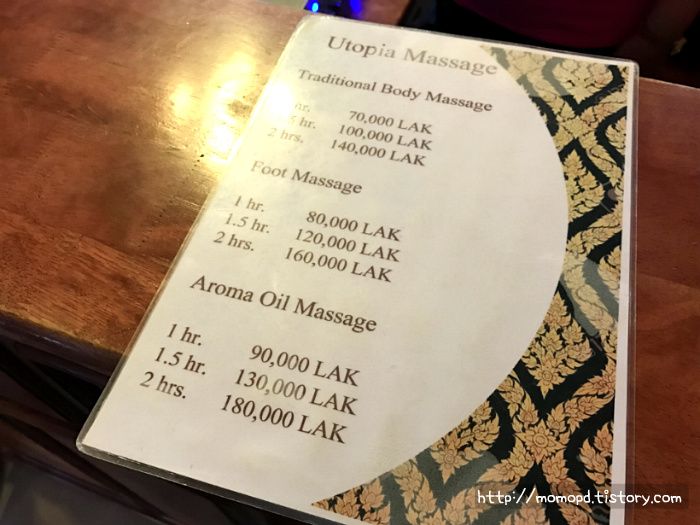 Utopia Massage
Traditional Body Massage
hr. 70,000 LAK
hr. 100,000 LAK
2 hrs. 140,000 LAK
Foot Massage
1 hr. 80,000 LAK
1.5 hr. 120,000 LAK
2 hrs. 160,000 LAK
Aroma Oil Massage
1 hr. 90,000 LAK
1.5 hr. 130,000 LAK
2 hrs. 180,000 LAK
http://momopd.tistory.com